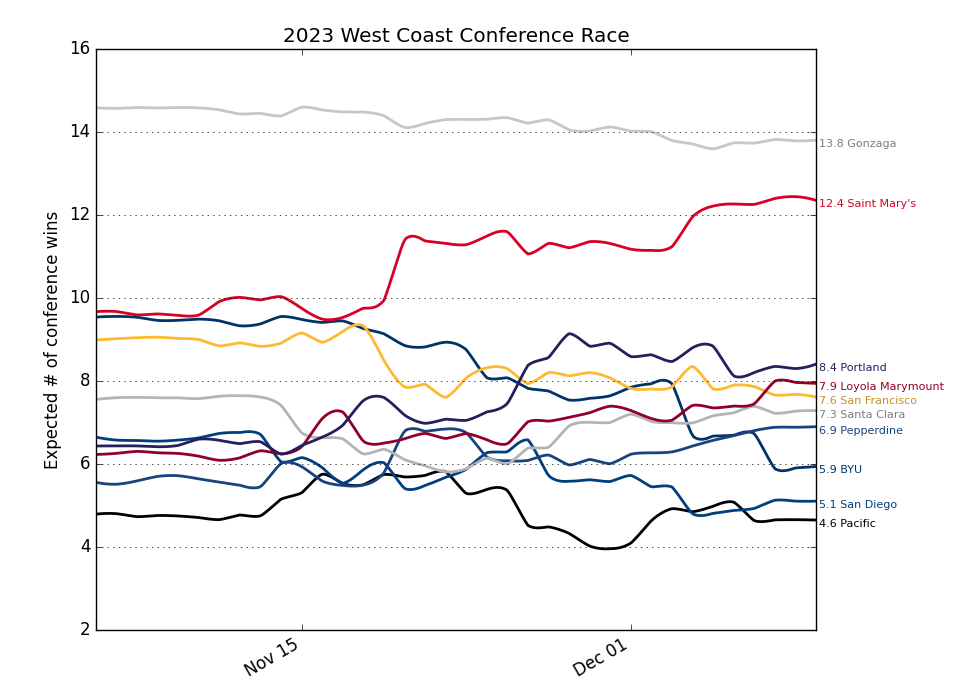 2023 West Coast Conference Race
Expected # of conference wins
16
14
12
10
8
6
4
2
Nov 15
Dec 01
13.8 Gonzaga
12.4 Saint Mary's
8.4 Portland
7.9 Loyola Marymount
7.6 San Francisco
7.3 Santa Clara
6.9 Pepperdine
5.9 BYU
5.1 San Diego
4.6 Pacific